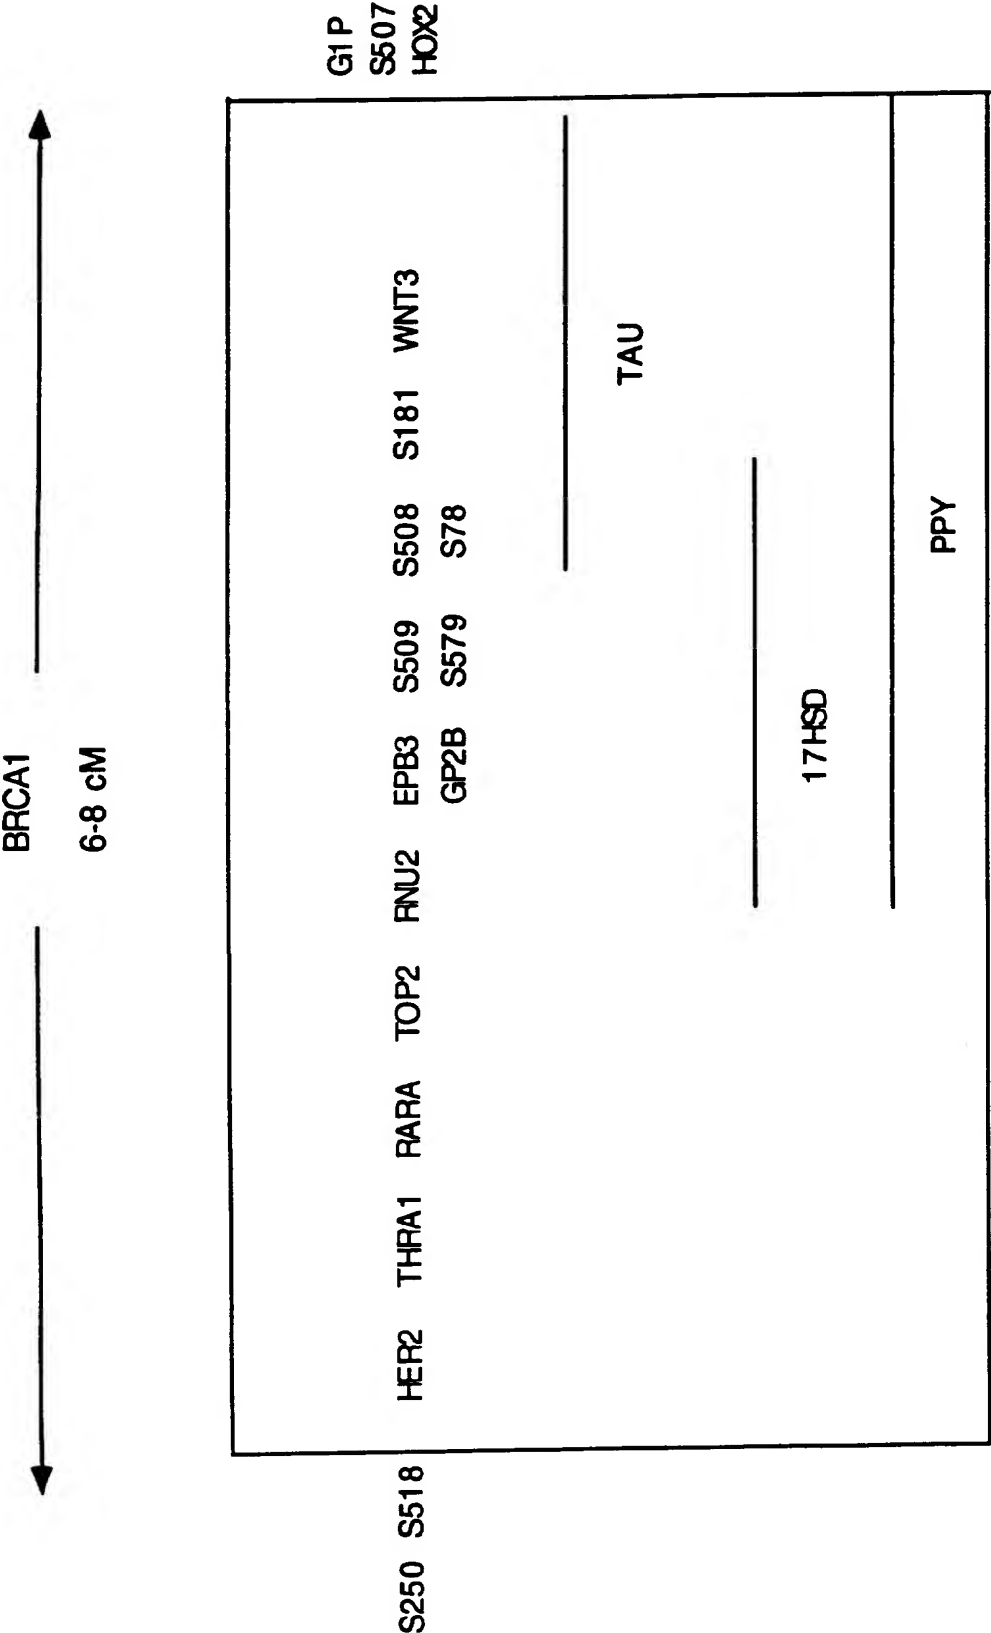 BRCA1
6-8 cM
G1P
S507
HOX2
S250 S518 HER2 THRA1 RARA TOP2 RNU2 EPB3 S509 S508 S181 WNT3
GP2B S579 S78
TAU
17HSD
PPY